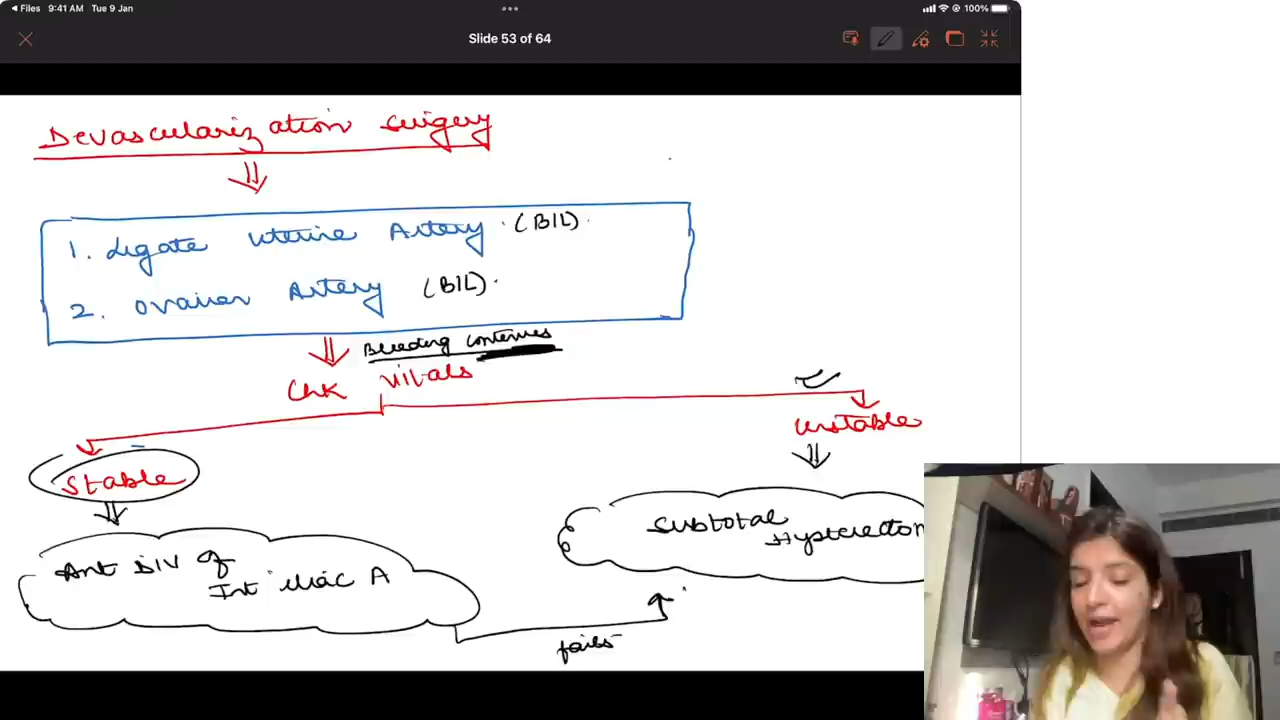 Files 9:41 AM Tue 9 Jan
100%
Slide 53 of 64
Devascularization surgery
1. Ligate Uterine Artery (B/L)
2. Ovarian Artery (B/L)
Bleeding continues
Chk vitals
Stable
Unstable
Subtotal
Hysterectom
Ant Div of
Int iliac A
fails